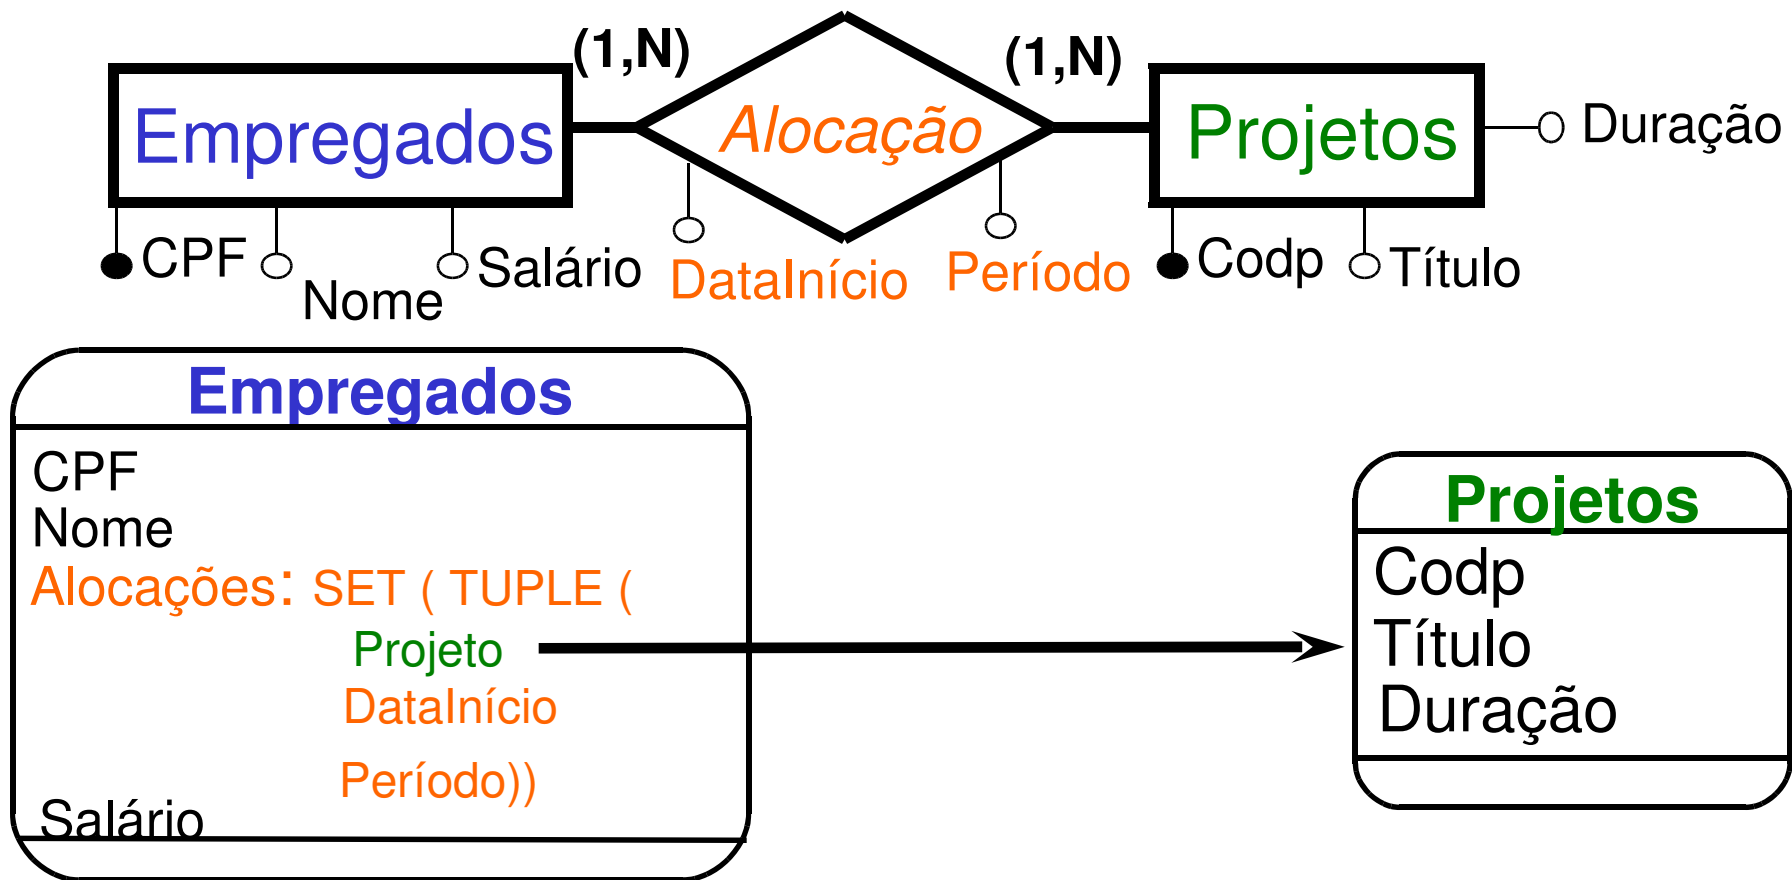 (1,N)
(1,N)
Empregados
Alocação
Projetos
Duração
CPF
Nome
Salário
DataInício
Período
Codp
Título
Empregados
CPF
Nome
Alocações: SET ( TUPLE (
Projeto
DataInício
Período))
Salário
Projetos
Codp
Título
Duração